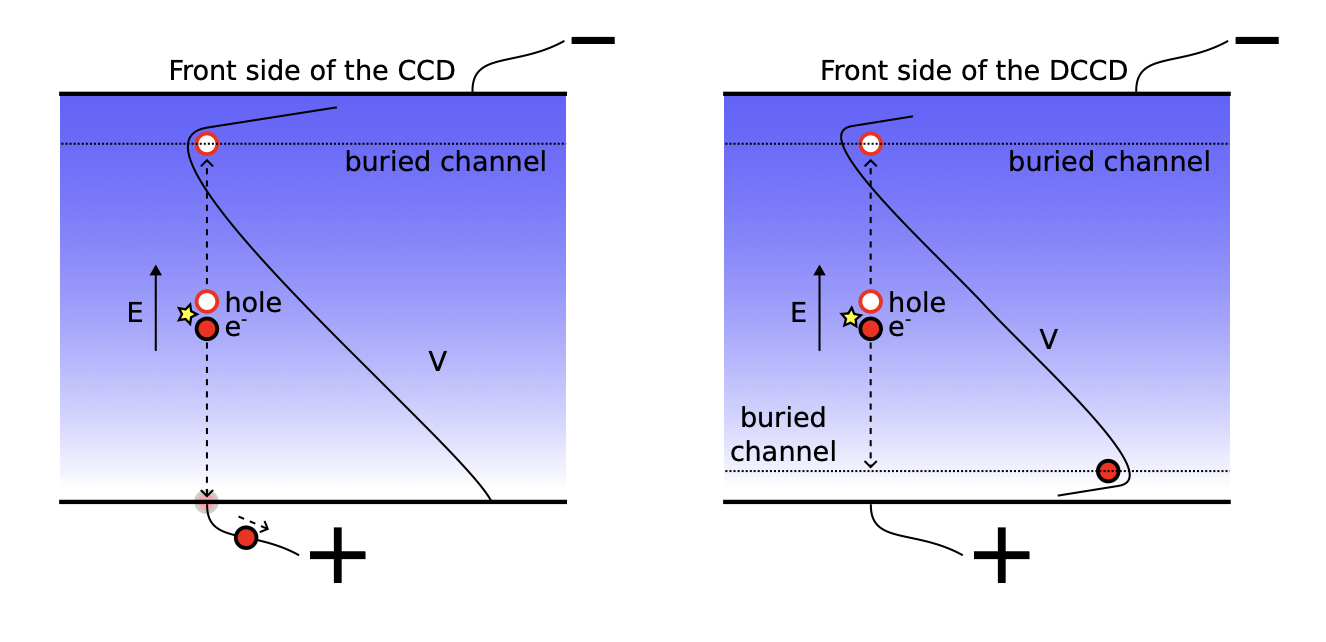 Front side of the CCD
−
buried channel
E
hole
e⁻
V
+
Front side of the DCCD
−
buried channel
E
hole
e⁻
V
buried
channel
+